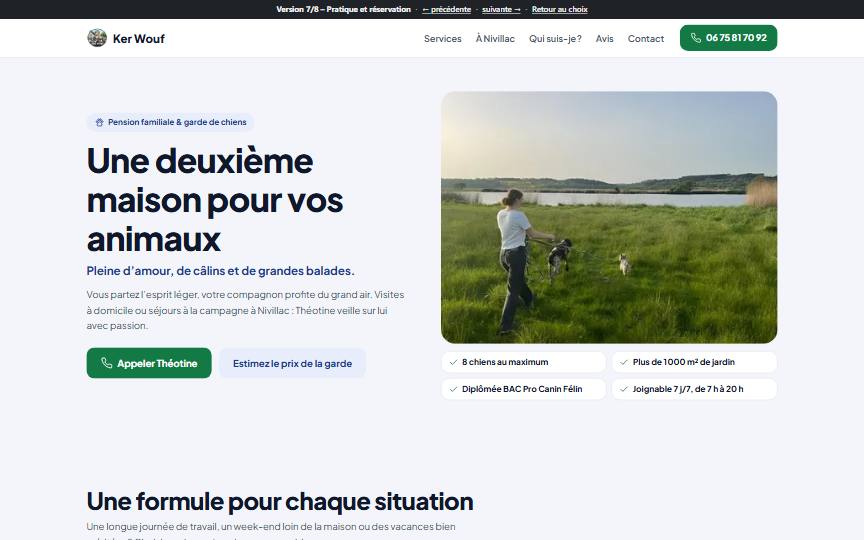 Version 7/8 – Pratique et réservation · ← précédente · suivante → · Retour au choix
Ker Wouf
Services
À Nivillac
Qui suis-je ?
Avis
Contact
06 75 81 70 92
Pension familiale & garde de chiens
Une deuxième
maison pour vos
animaux
Pleine d'amour, de câlins et de grandes balades.
Vous partez l'esprit léger, votre compagnon profite du grand air. Visites
à domicile ou séjours à la campagne à Nivillac : Théotine veille sur lui
avec passion.
Appeler Théotine
Estimez le prix de la garde
8 chiens au maximum
Plus de 1 000 m² de jardin
Diplômée BAC Pro Canin Félin
Joignable 7 j/7, de 7 h à 20 h
Une formule pour chaque situation
Une longue journée de travail, un week-end loin de la maison ou des vacances bien